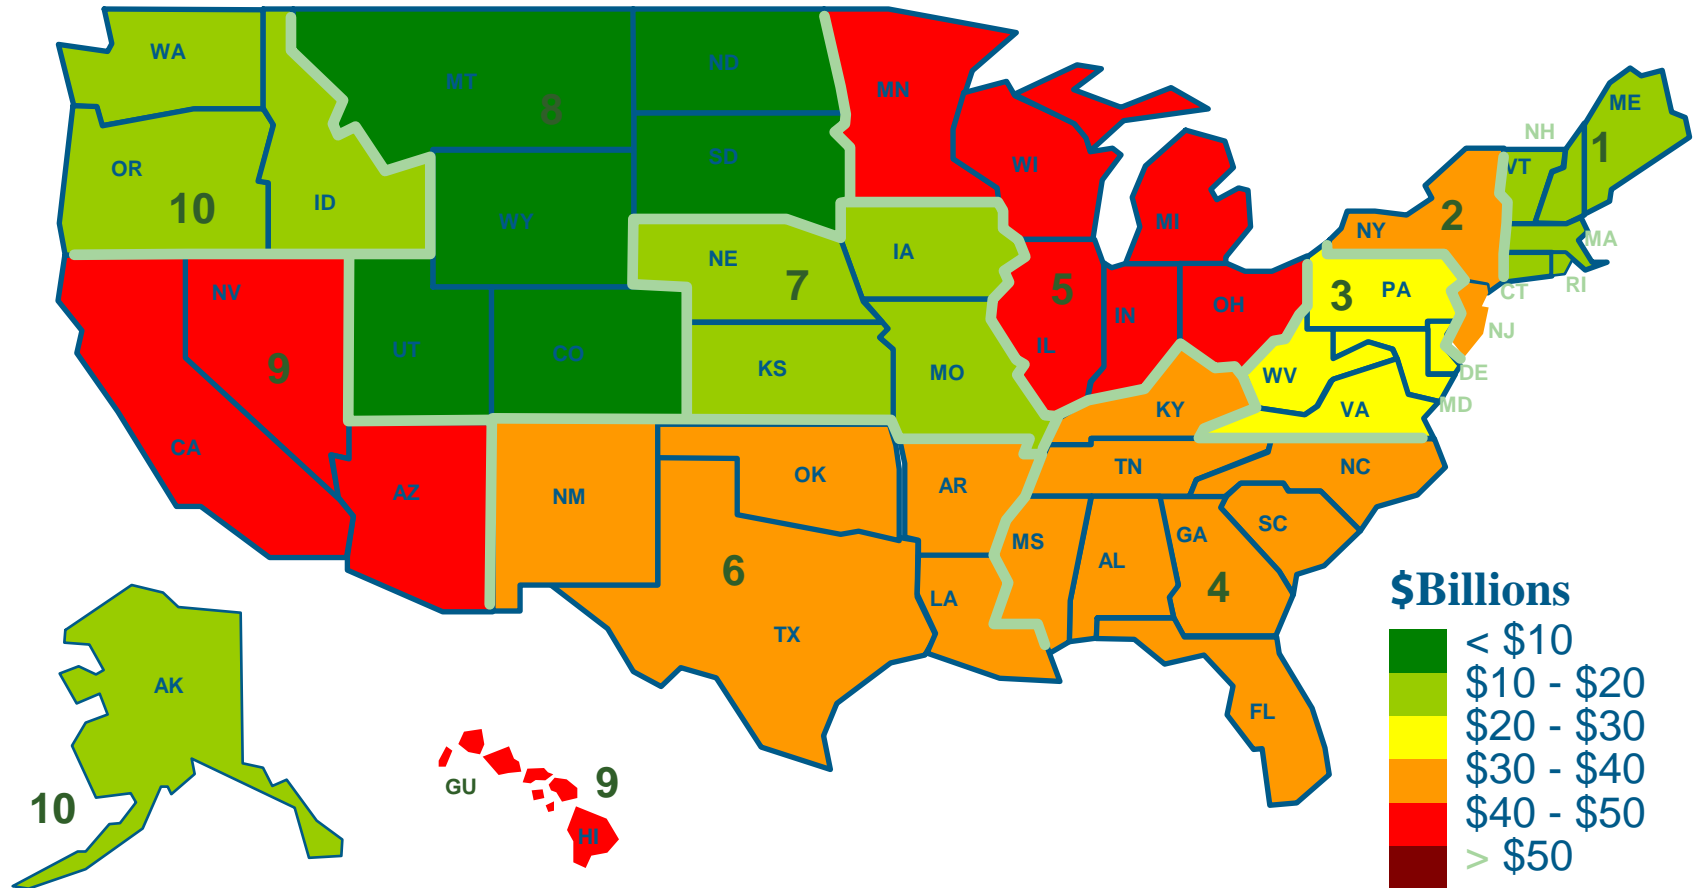 WA
MT
ND
MN
8
OR
10
ID
WY
SD
WI
MI
ME
NH
VT
1
NY
2
MA
CT
RI
NV
NE
7
IA
5
IL
IN
OH
3
PA
NJ
UT
CO
9
KS
MO
WV
DE
MD
VA
KY
CA
AZ
NM
OK
AR
TN
NC
6
TX
LA
MS
AL
GA
SC
4
FL
AK
10
GU
9
HI
$Billions
< $10
$10 - $20
$20 - $30
$30 - $40
$40 - $50
> $50